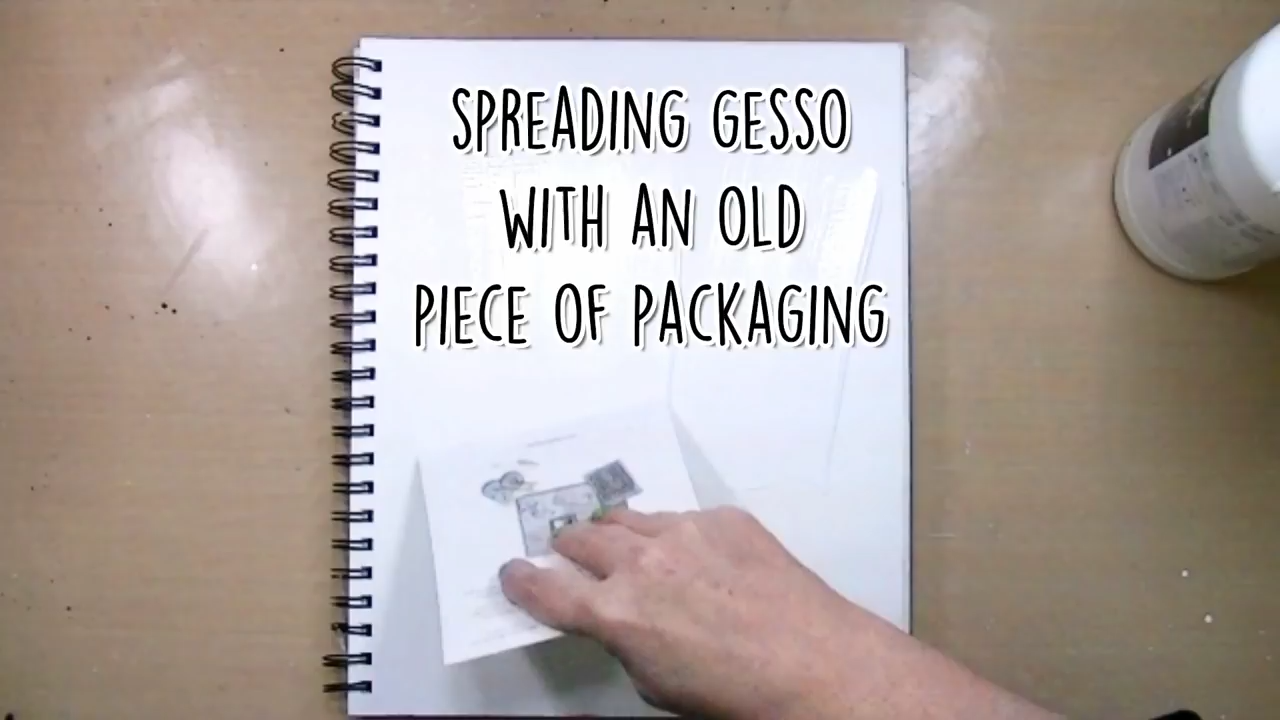 SPREADING GESSO
WITH AN OLD
PIECE OF PACKAGING